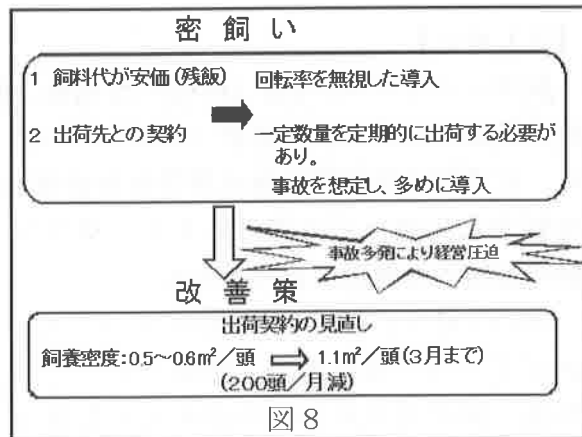 密飼い
1 飼料代が安価(残飯) 回転率を無視した導入
2 出荷先との契約 一定数量を定期的に出荷する必要が
あり。
事故を想定し、多めに導入
事故多発により経営圧迫
改善策
出荷契約の見直し
飼養密度:0.5～0.6m²/頭 ⇒ 1.1m²/頭(3月まで)
(200頭/月減)
図8